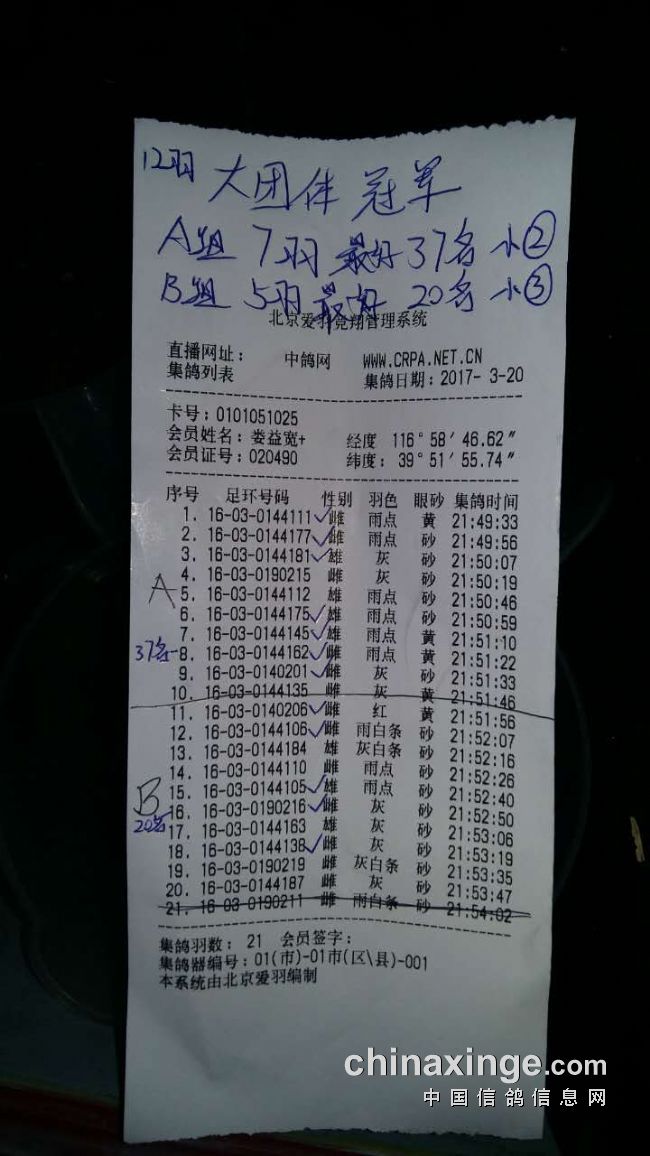 12羽 大团体 冠军
A组 7羽 最好37名 小②
B组 5羽 最好 20名 小③
北京爱羽竞翔管理系统
直播网址: 中鸽网 WWW.CRPA.NET.CN
集鸽列表 集鸽日期:2017- 3-20
卡号:0101051025
会员姓名:娄益宽+ 经度 116°58′46.62″
会员证号:020490 纬度: 39°51′55.74″
序号 足环号码 性别 羽色 眼砂 集鸽时间
1. 16-03-0144111✓雌 雨点 黄 21:49:33
2. 16-03-0144177✓雌 雨点 砂 21:49:56
3. 16-03-0144181✓雄 灰 砂 21:50:07
4. 16-03-0190215 雌 灰 砂 21:50:19
A 5. 16-03-0144112 雄 雨点 砂 21:50:46
6. 16-03-0144175✓雄 雨点 砂 21:50:59
7. 16-03-0144145✓雄 雨点 黄 21:51:10
37名-8. 16-03-0144162✓雌 雨点 黄 21:51:22
9. 16-03-0140201✓雌 灰 砂 21:51:33
10. 16-03-0144135 雌 灰 黄 21:51:46
11. 16-03-0140206✓雌 红 黄 21:51:56
12. 16-03-0144106✓雌 雨白条 砂 21:52:07
13. 16-03-0144184 雄 灰白条 砂 21:52:16
14. 16-03-0144110 雌 雨点 砂 21:52:26
15. 16-03-0144105✓雄 雨点 砂 21:52:40
B 16. 16-03-0190216✓雌 灰 砂 21:52:50
20名 17. 16-03-0144163 雄 灰 砂 21:53:06
18. 16-03-0144138✓雌 灰 砂 21:53:19
19. 16-03-0190219 雌 灰白条 砂 21:53:35
20. 16-03-0144187 雌 灰 砂 21:53:47
21. 16-03-0190211 雌 雨白条 砂 21:54:02
集鸽羽数: 21 会员签字:
集鸽器编号:01(市)-01市(区\县)-001
本系统由北京爱羽编制
chinaxinge.com
中国信鸽信息网